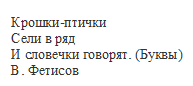 Крошки-птички
Сели в ряд
И словечки говорят. (Буквы)
В. Фетисов